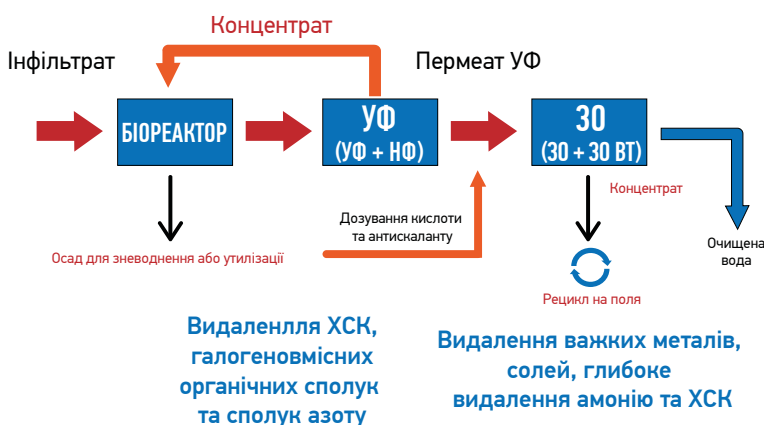 Концентрат
Інфільтрат
Пермеат УФ
БІОРЕАКТОР
УФ
(УФ + НФ)
ЗО
(ЗО + ЗО ВТ)
Концентрат
Дозування кислоти
та антискаланту
Очищена
вода
Осад для зневоднення або утилізації
Рецикл на поля
Видаленлля ХСК,
галогеновмісних
органічних сполук
та сполук азоту
Видалення важких металів,
солей, глибоке
видалення амонію та ХСК